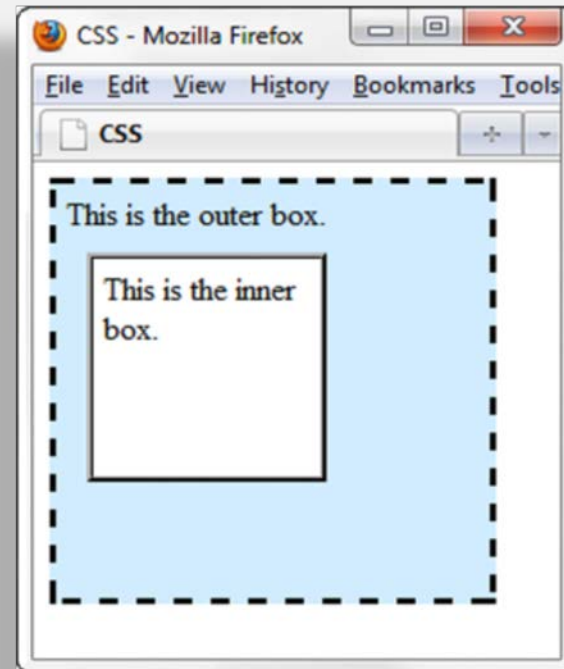 CSS - Mozilla Firefox
File Edit View History Bookmarks Tools
CSS
This is the outer box.
This is the inner
box.